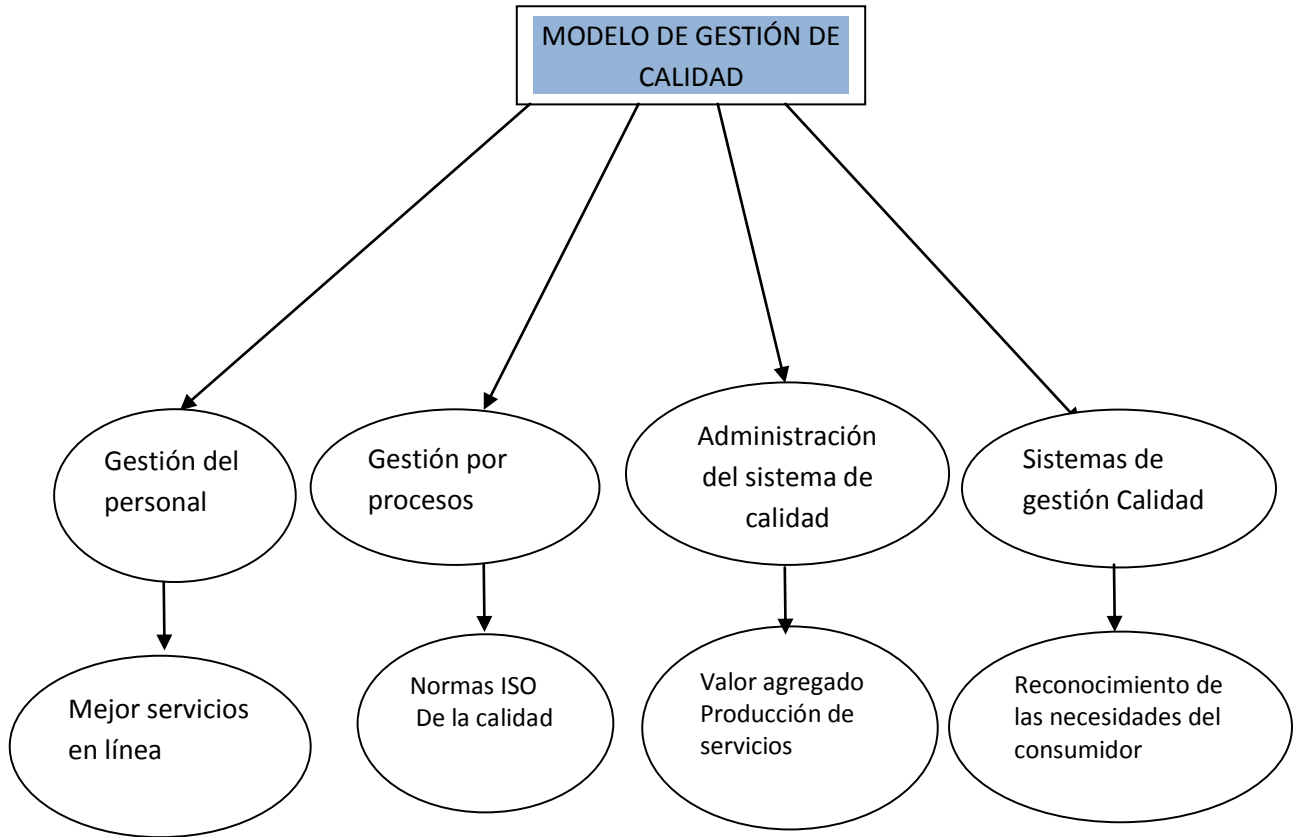 MODELO DE GESTIÓN DE
CALIDAD
Gestión del
personal
Gestión por
procesos
Administración
del sistema de
calidad
Sistemas de
gestión Calidad
Mejor servicios
en línea
Normas ISO
De la calidad
Valor agregado
Producción de
servicios
Reconocimiento de
las necesidades del
consumidor